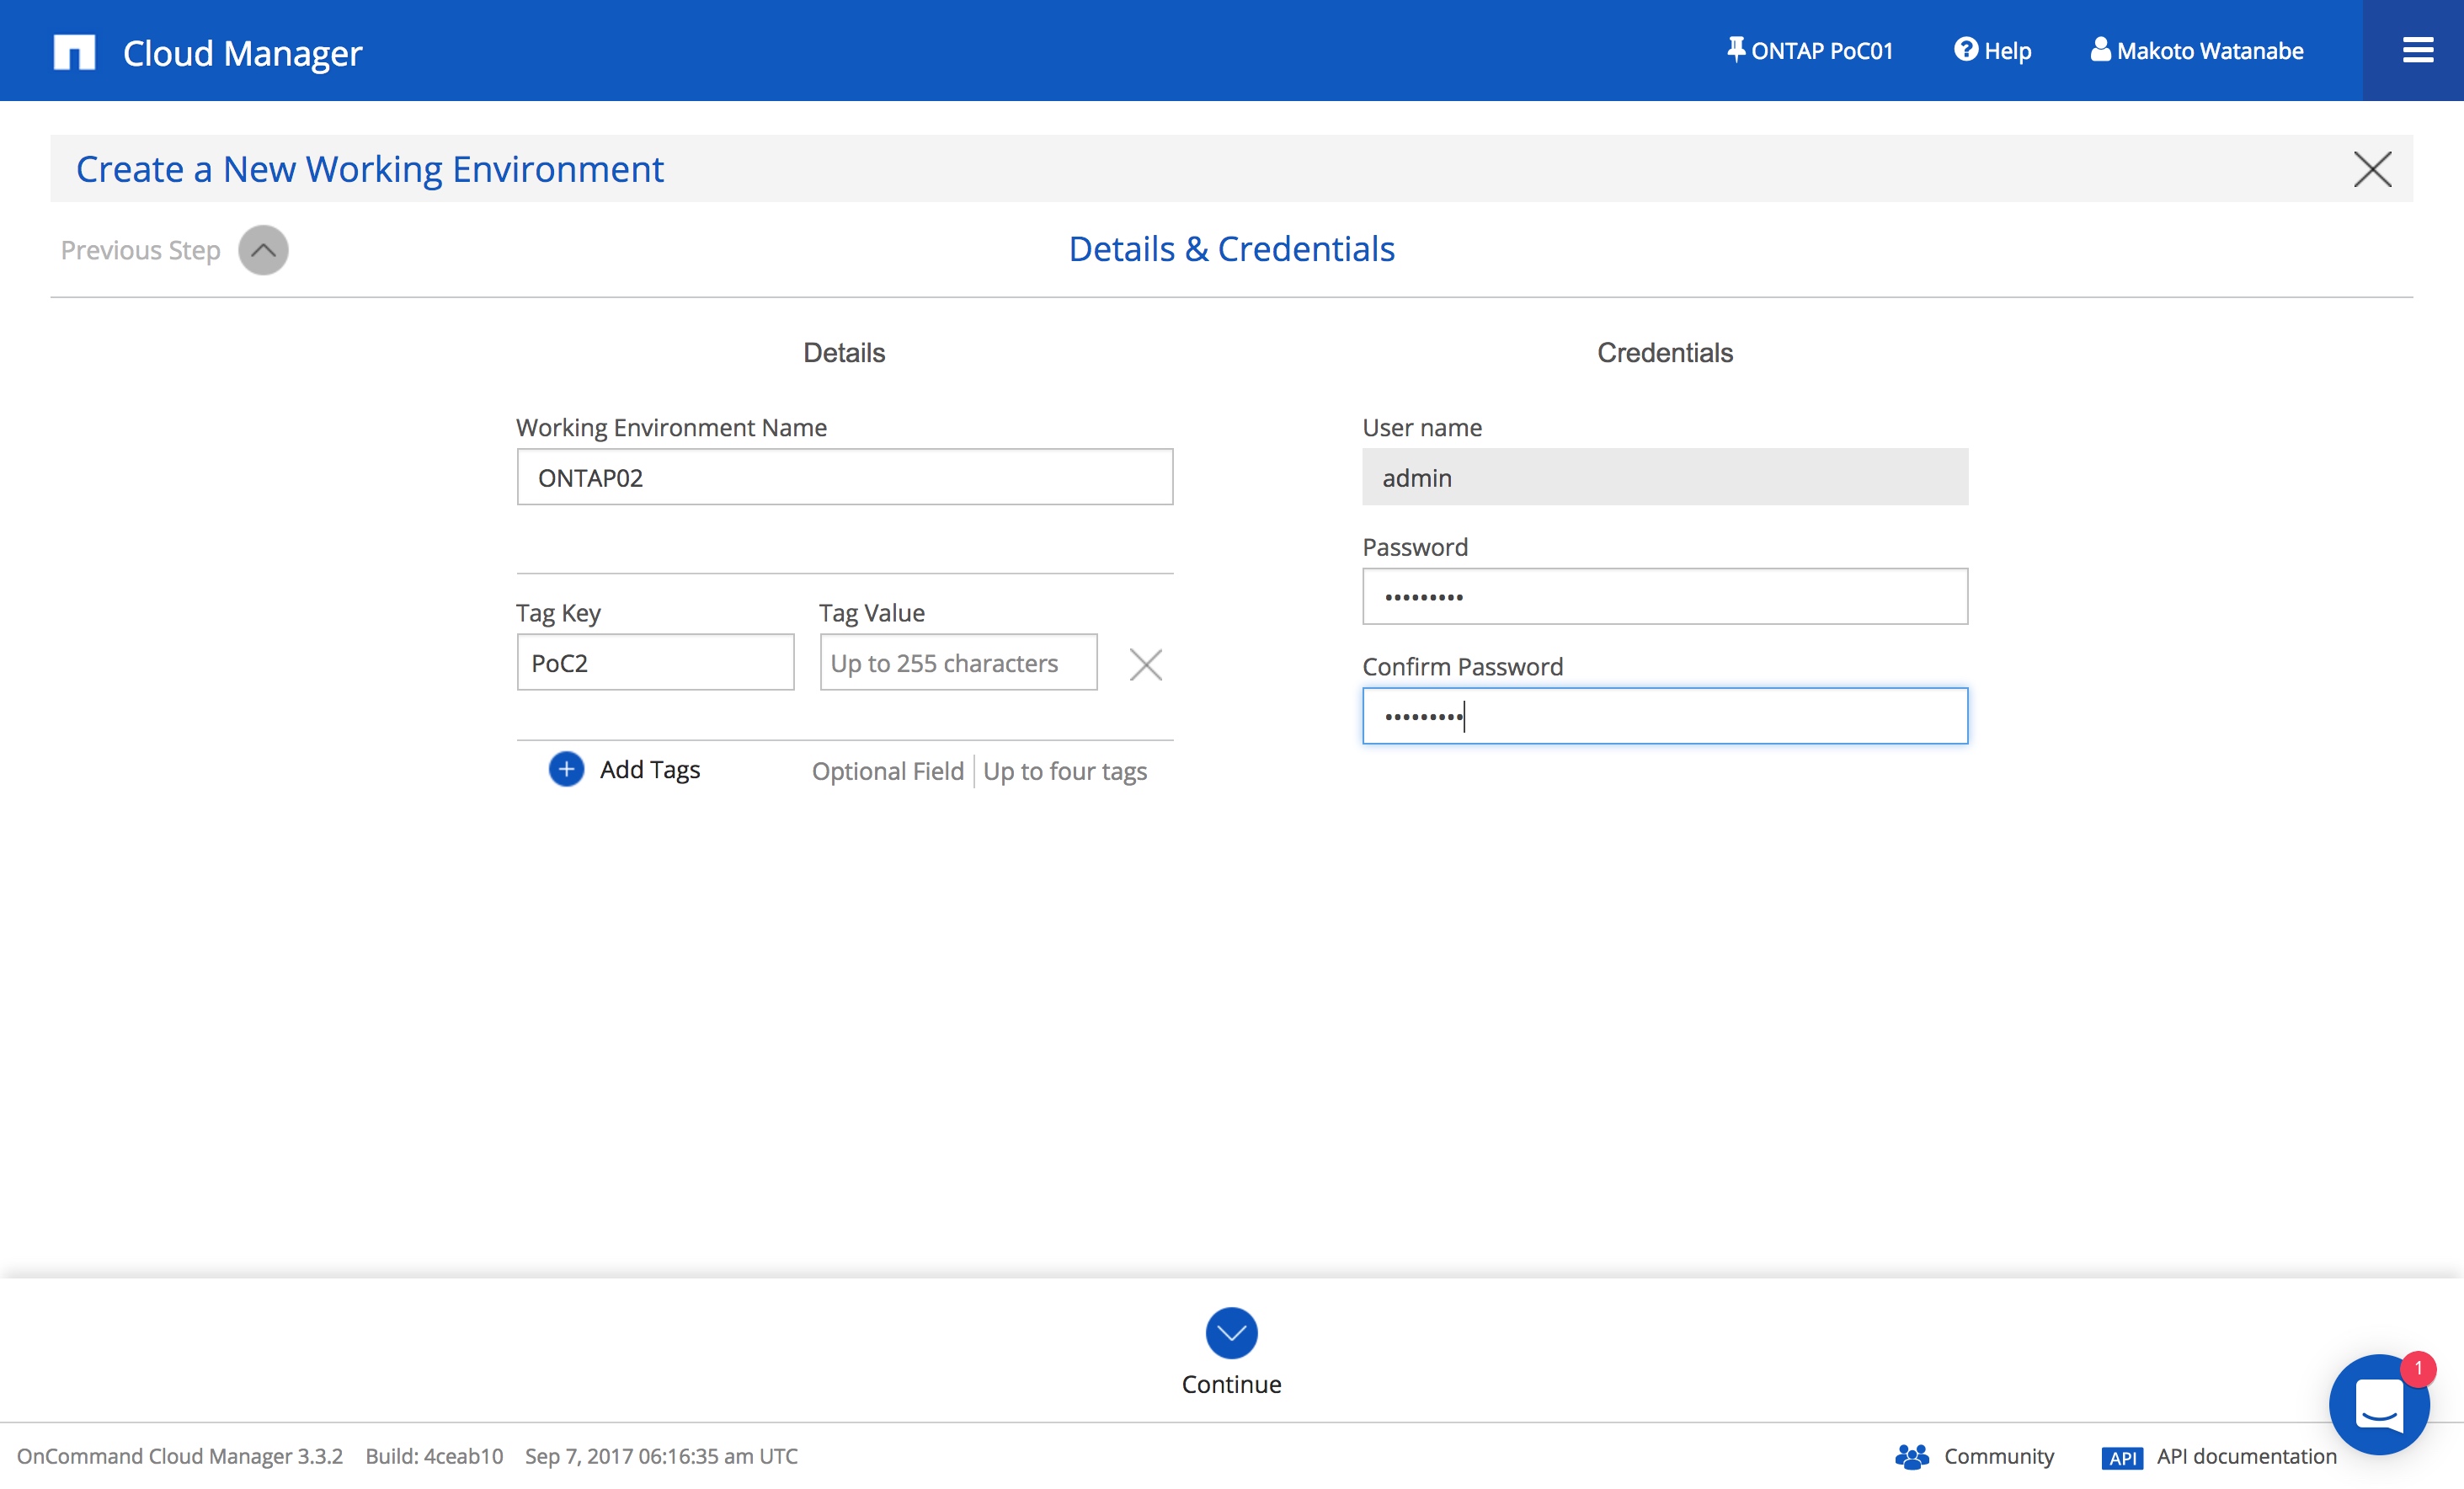 Cloud Manager
ONTAP PoC01 Help Makoto Watanabe
Create a New Working Environment
Previous Step
Details & Credentials
Details
Credentials
Working Environment Name
User name
ONTAP02
admin
Password
•••••••••
Tag Key Tag Value
PoC2 Up to 255 characters
Confirm Password
•••••••••
Add Tags Optional Field Up to four tags
Continue
1
OnCommand Cloud Manager 3.3.2 Build: 4ceab10 Sep 7, 2017 06:16:35 am UTC
Community API API documentation